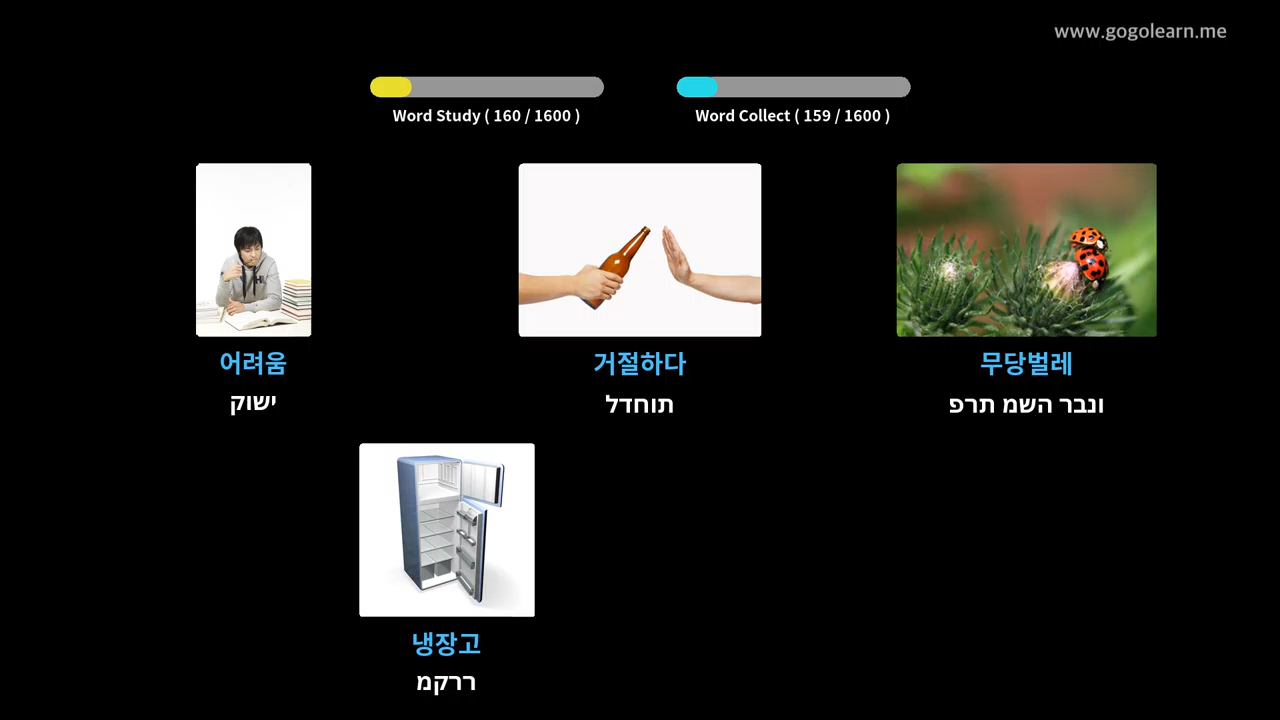 www.gogolearn.me
Word Study ( 160 / 1600 )
Word Collect ( 159 / 1600 )
어려움
ישוק
거절하다
תוחדל
무당벌레
ונבר השמ תרפ
냉장고
ררקמ